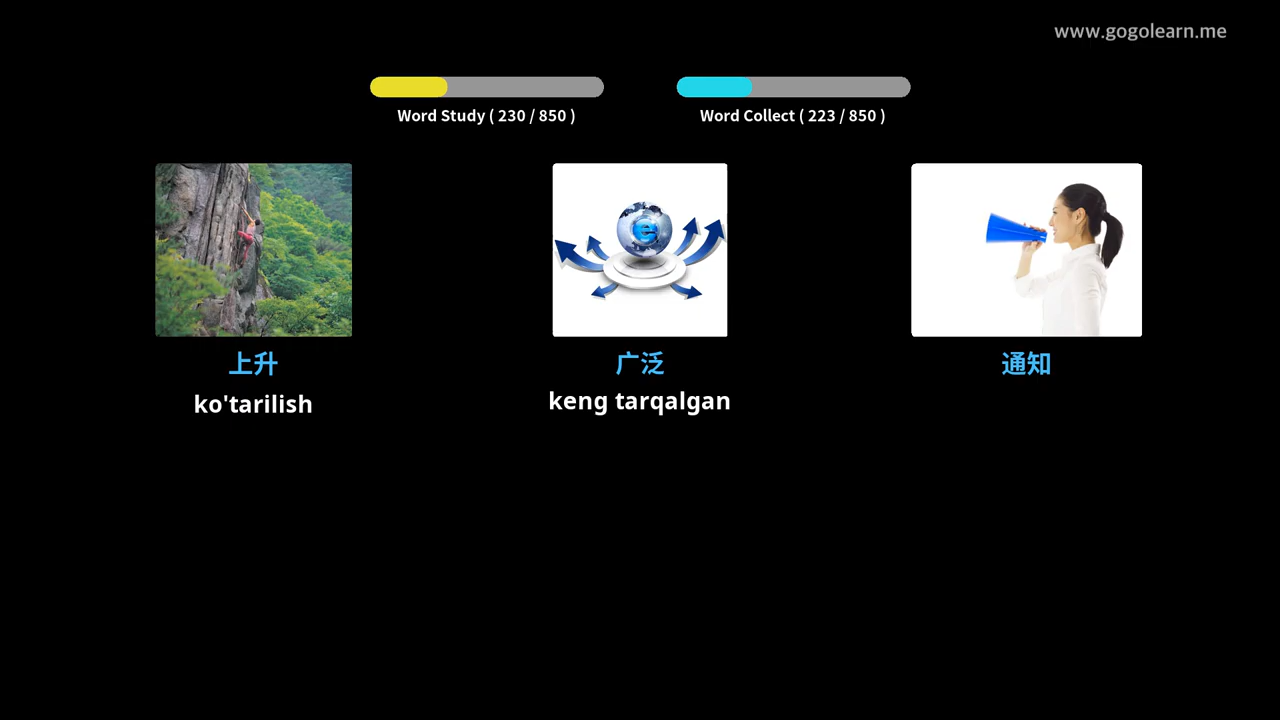 www.gogolearn.me
Word Study ( 230 / 850 )
Word Collect ( 223 / 850 )
e
上升
广泛
通知
ko'tarilish
keng tarqalgan